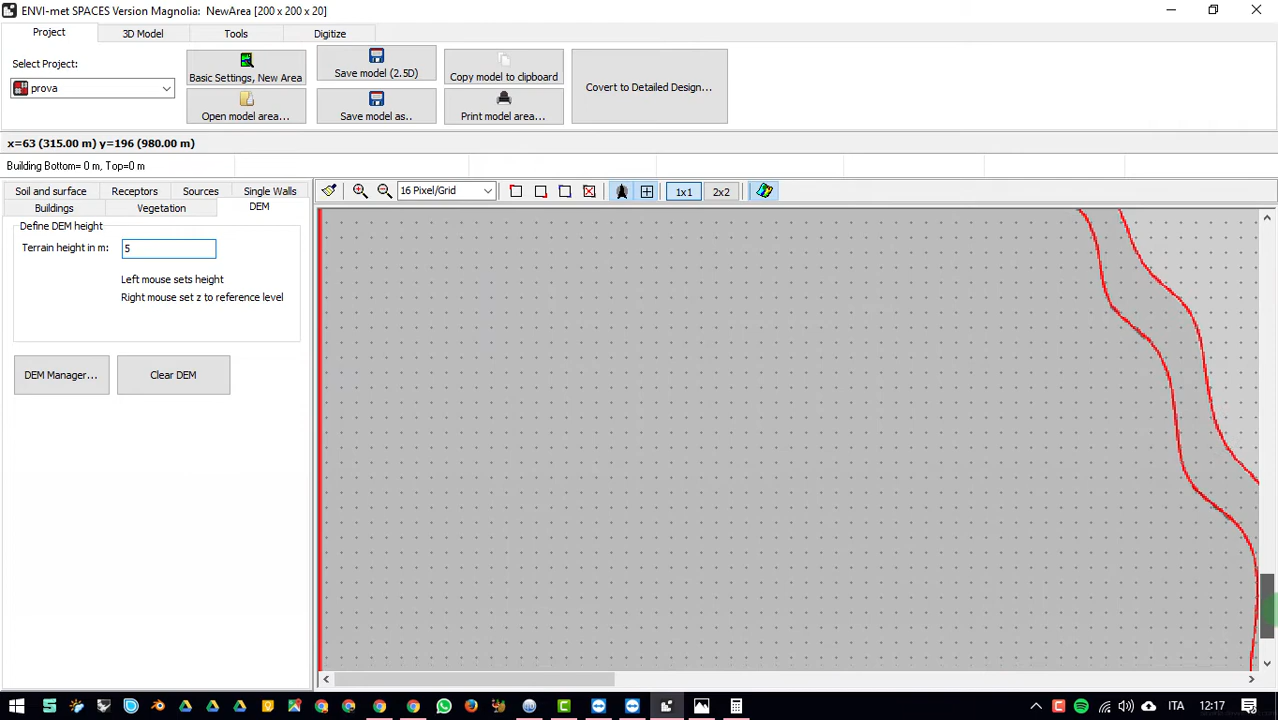 ENVI-met SPACES Version Magnolia: NewArea [200 x 200 x 20]
Project 3D Model Tools Digitize
Select Project:
prova
Basic Settings, New Area
Open model area...
Save model (2.5D)
Save model as..
Copy model to clipboard
Print model area...
Covert to Detailed Design...
x=63 (315.00 m) y=196 (980.00 m)
Building Bottom= 0 m, Top=0 m
Soil and surface Receptors Sources Single Walls
Buildings Vegetation DEM
16 Pixel/Grid
1x1 2x2
Define DEM height
Terrain height in m: 5
Left mouse sets height
Right mouse set z to reference level
DEM Manager... Clear DEM
ITA 12:17